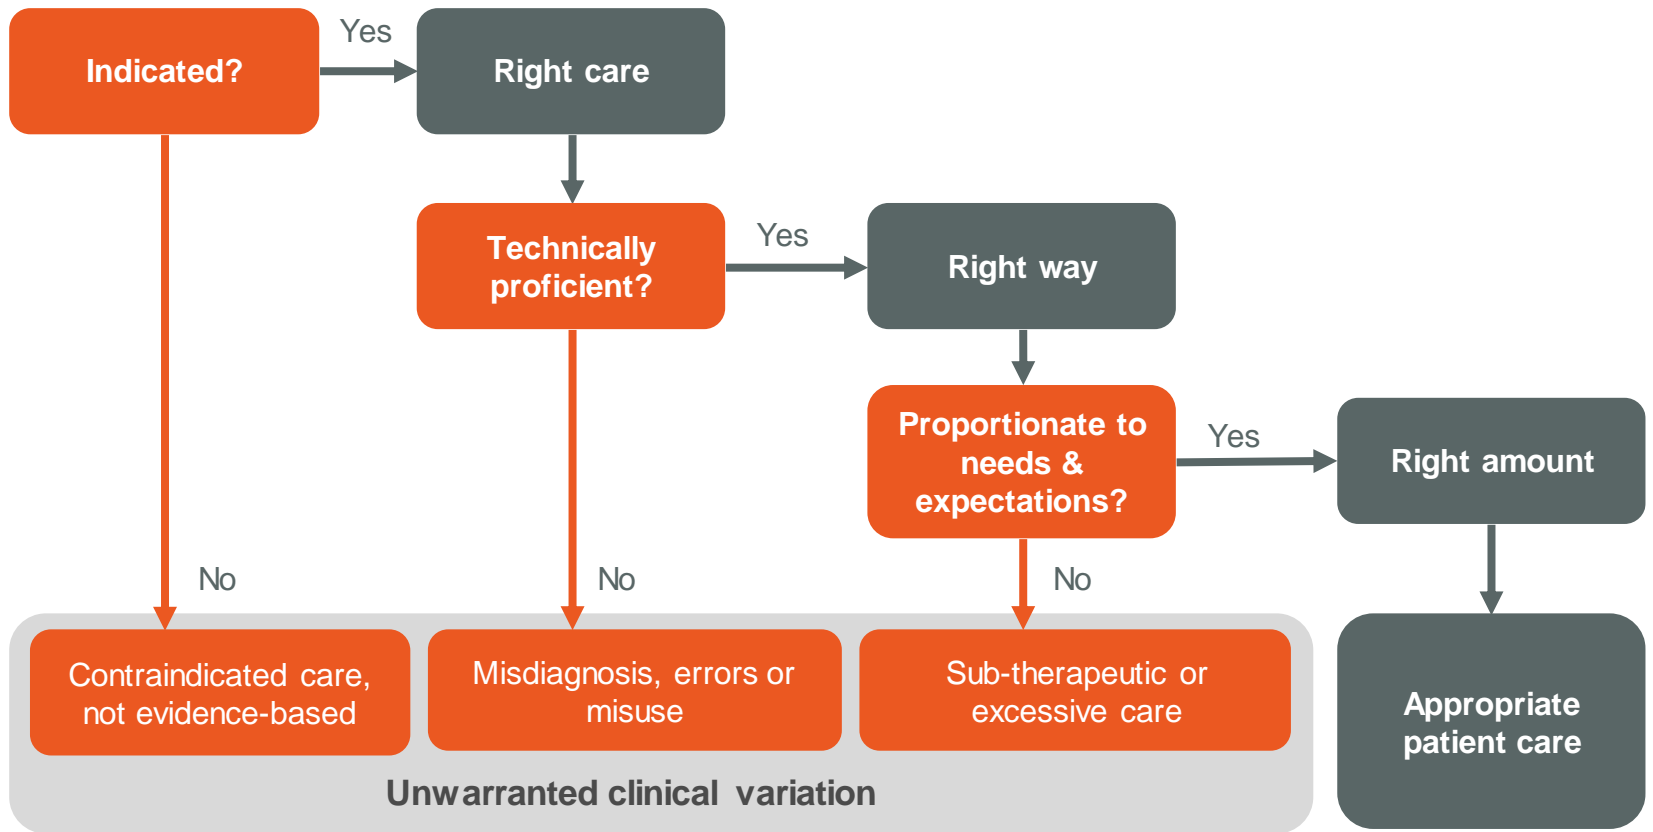 Indicated?
Yes
Right care
Technically
proficient?
Yes
Right way
Proportionate to
needs &
expectations?
Yes
Right amount
No
No
No
Contraindicated care,
not evidence-based
Misdiagnosis, errors or
misuse
Sub-therapeutic or
excessive care
Appropriate
patient care
Unwarranted clinical variation